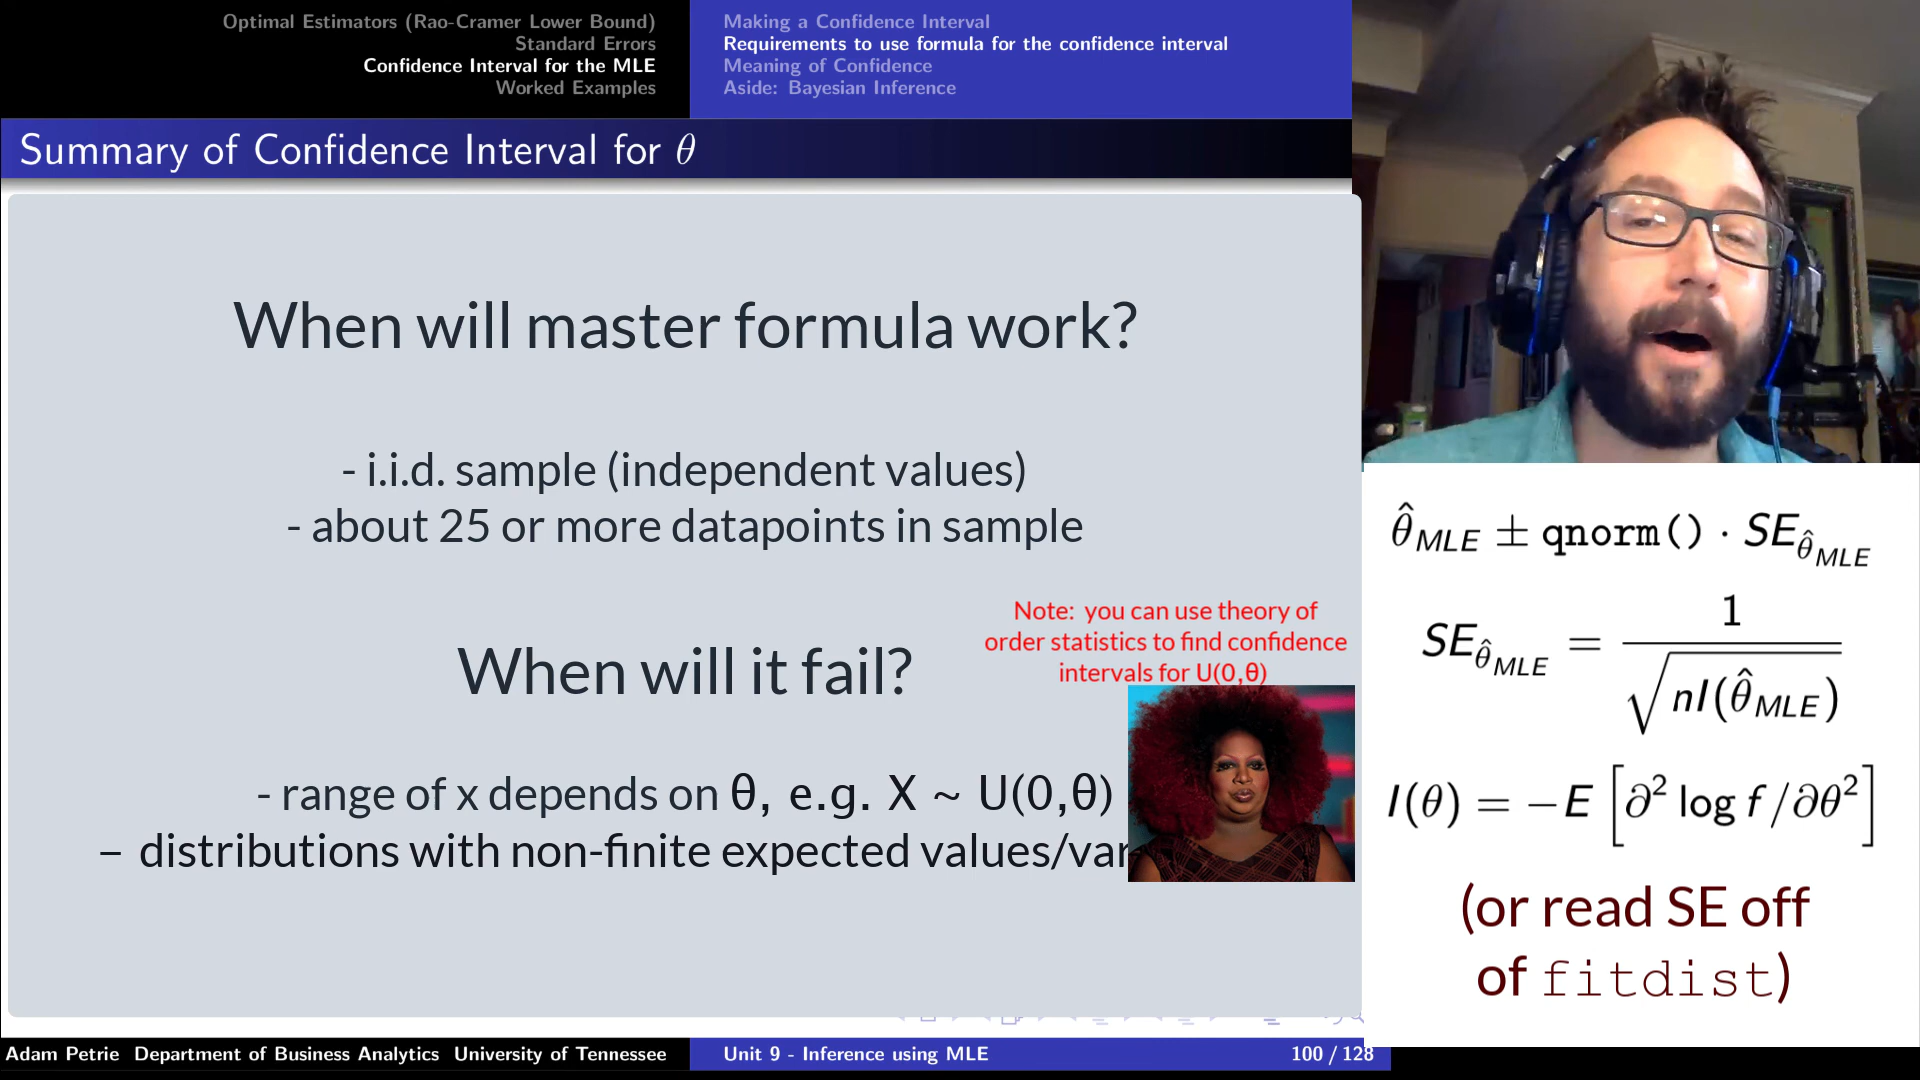 Optimal Estimators (Rao-Cramer Lower Bound)
Standard Errors
Confidence Interval for the MLE
Worked Examples
Making a Confidence Interval
Requirements to use formula for the confidence interval
Meaning of Confidence
Aside: Bayesian Inference
Summary of Confidence Interval for θ
When will master formula work?
- i.i.d. sample (independent values)
- about 25 or more datapoints in sample
Note: you can use theory of
order statistics to find confidence
intervals for U(0,θ)
When will it fail?
- range of x depends on θ, e.g. X ~ U(0,θ)
– distributions with non-finite expected values/var
θ̂_MLE ± qnorm() · SE_θ̂_MLE
SE_θ̂_MLE = 1 / √(nI(θ̂_MLE))
I(θ) = −E [∂² log f /∂θ²]
(or read SE off
of fitdist)
Adam Petrie Department of Business Analytics University of Tennessee
Unit 9 - Inference using MLE
100 / 128